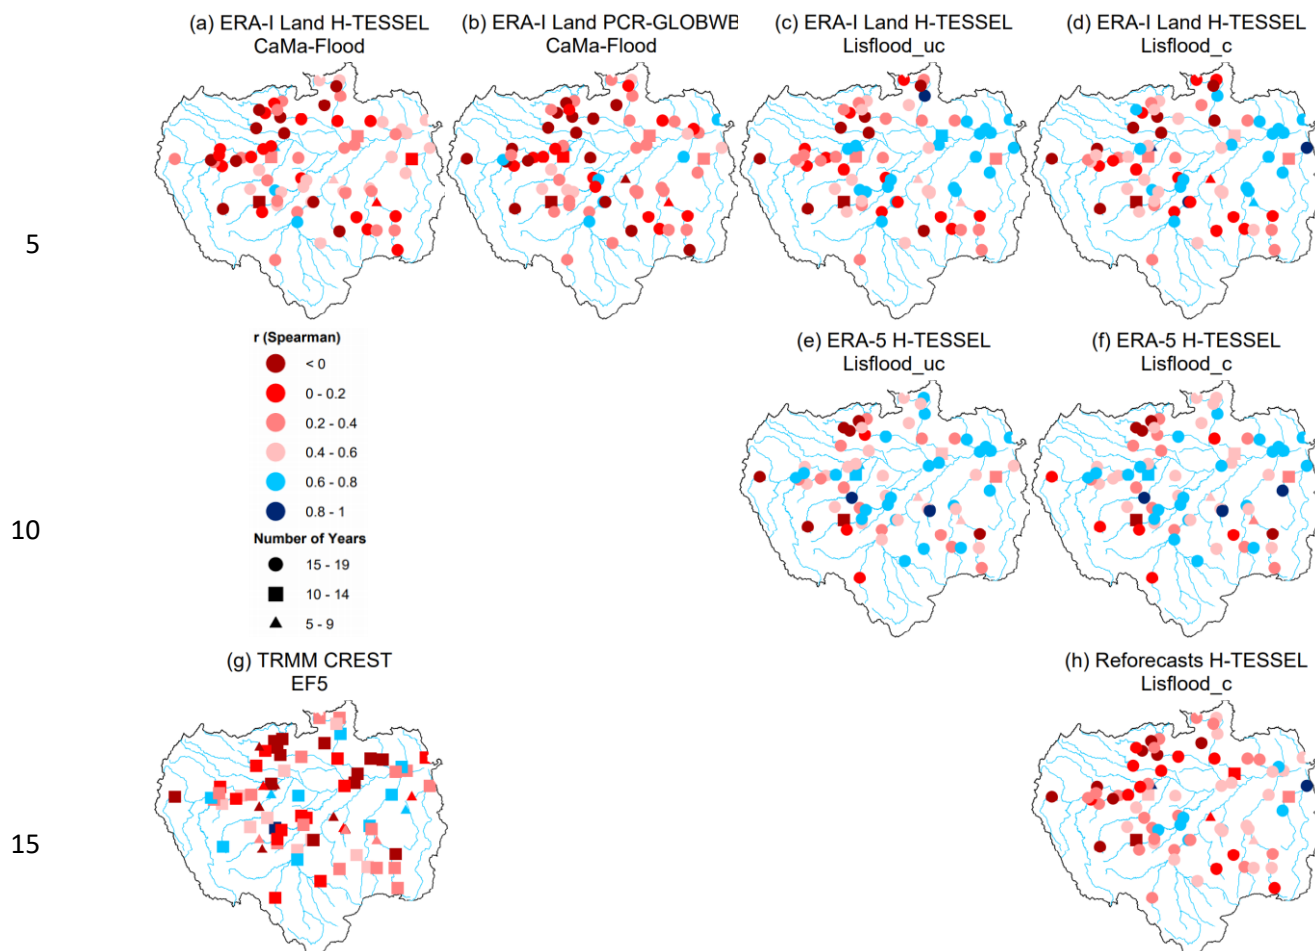 (a) ERA-I Land H-TESSEL
CaMa-Flood
(b) ERA-I Land PCR-GLOBWB
CaMa-Flood
(c) ERA-I Land H-TESSEL
Lisflood_uc
(d) ERA-I Land H-TESSEL
Lisflood_c
5
r (Spearman)
< 0
0 - 0.2
0.2 - 0.4
0.4 - 0.6
0.6 - 0.8
0.8 - 1
Number of Years
15 - 19
10 - 14
5 - 9
(e) ERA-5 H-TESSEL
Lisflood_uc
(f) ERA-5 H-TESSEL
Lisflood_c
10
(g) TRMM CREST
EF5
(h) Reforecasts H-TESSEL
Lisflood_c
15